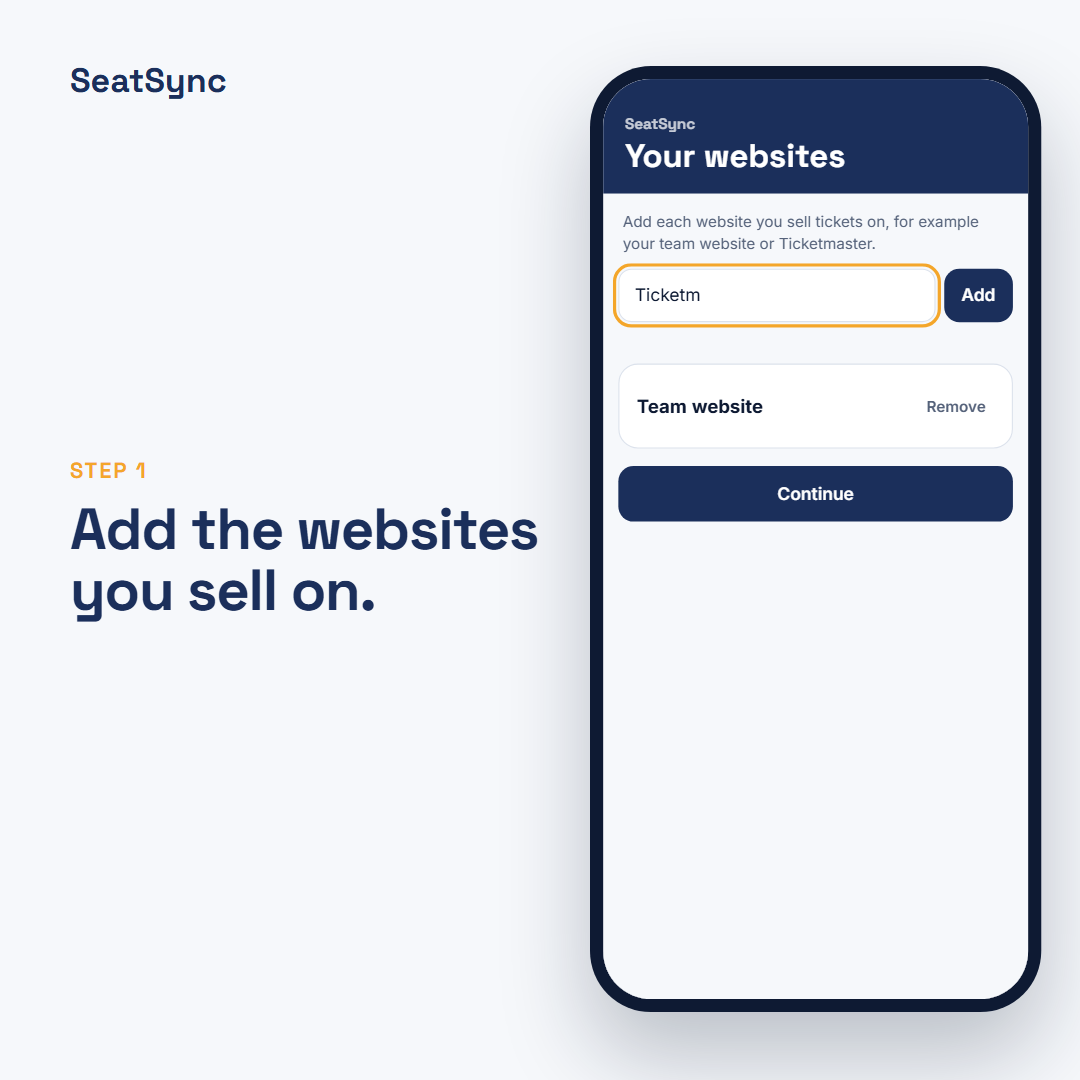 SeatSync
STEP 1
Add the websites
you sell on.
SeatSync
Your websites
Add each website you sell tickets on, for example
your team website or Ticketmaster.
Ticketm
Add
Team website
Remove
Continue